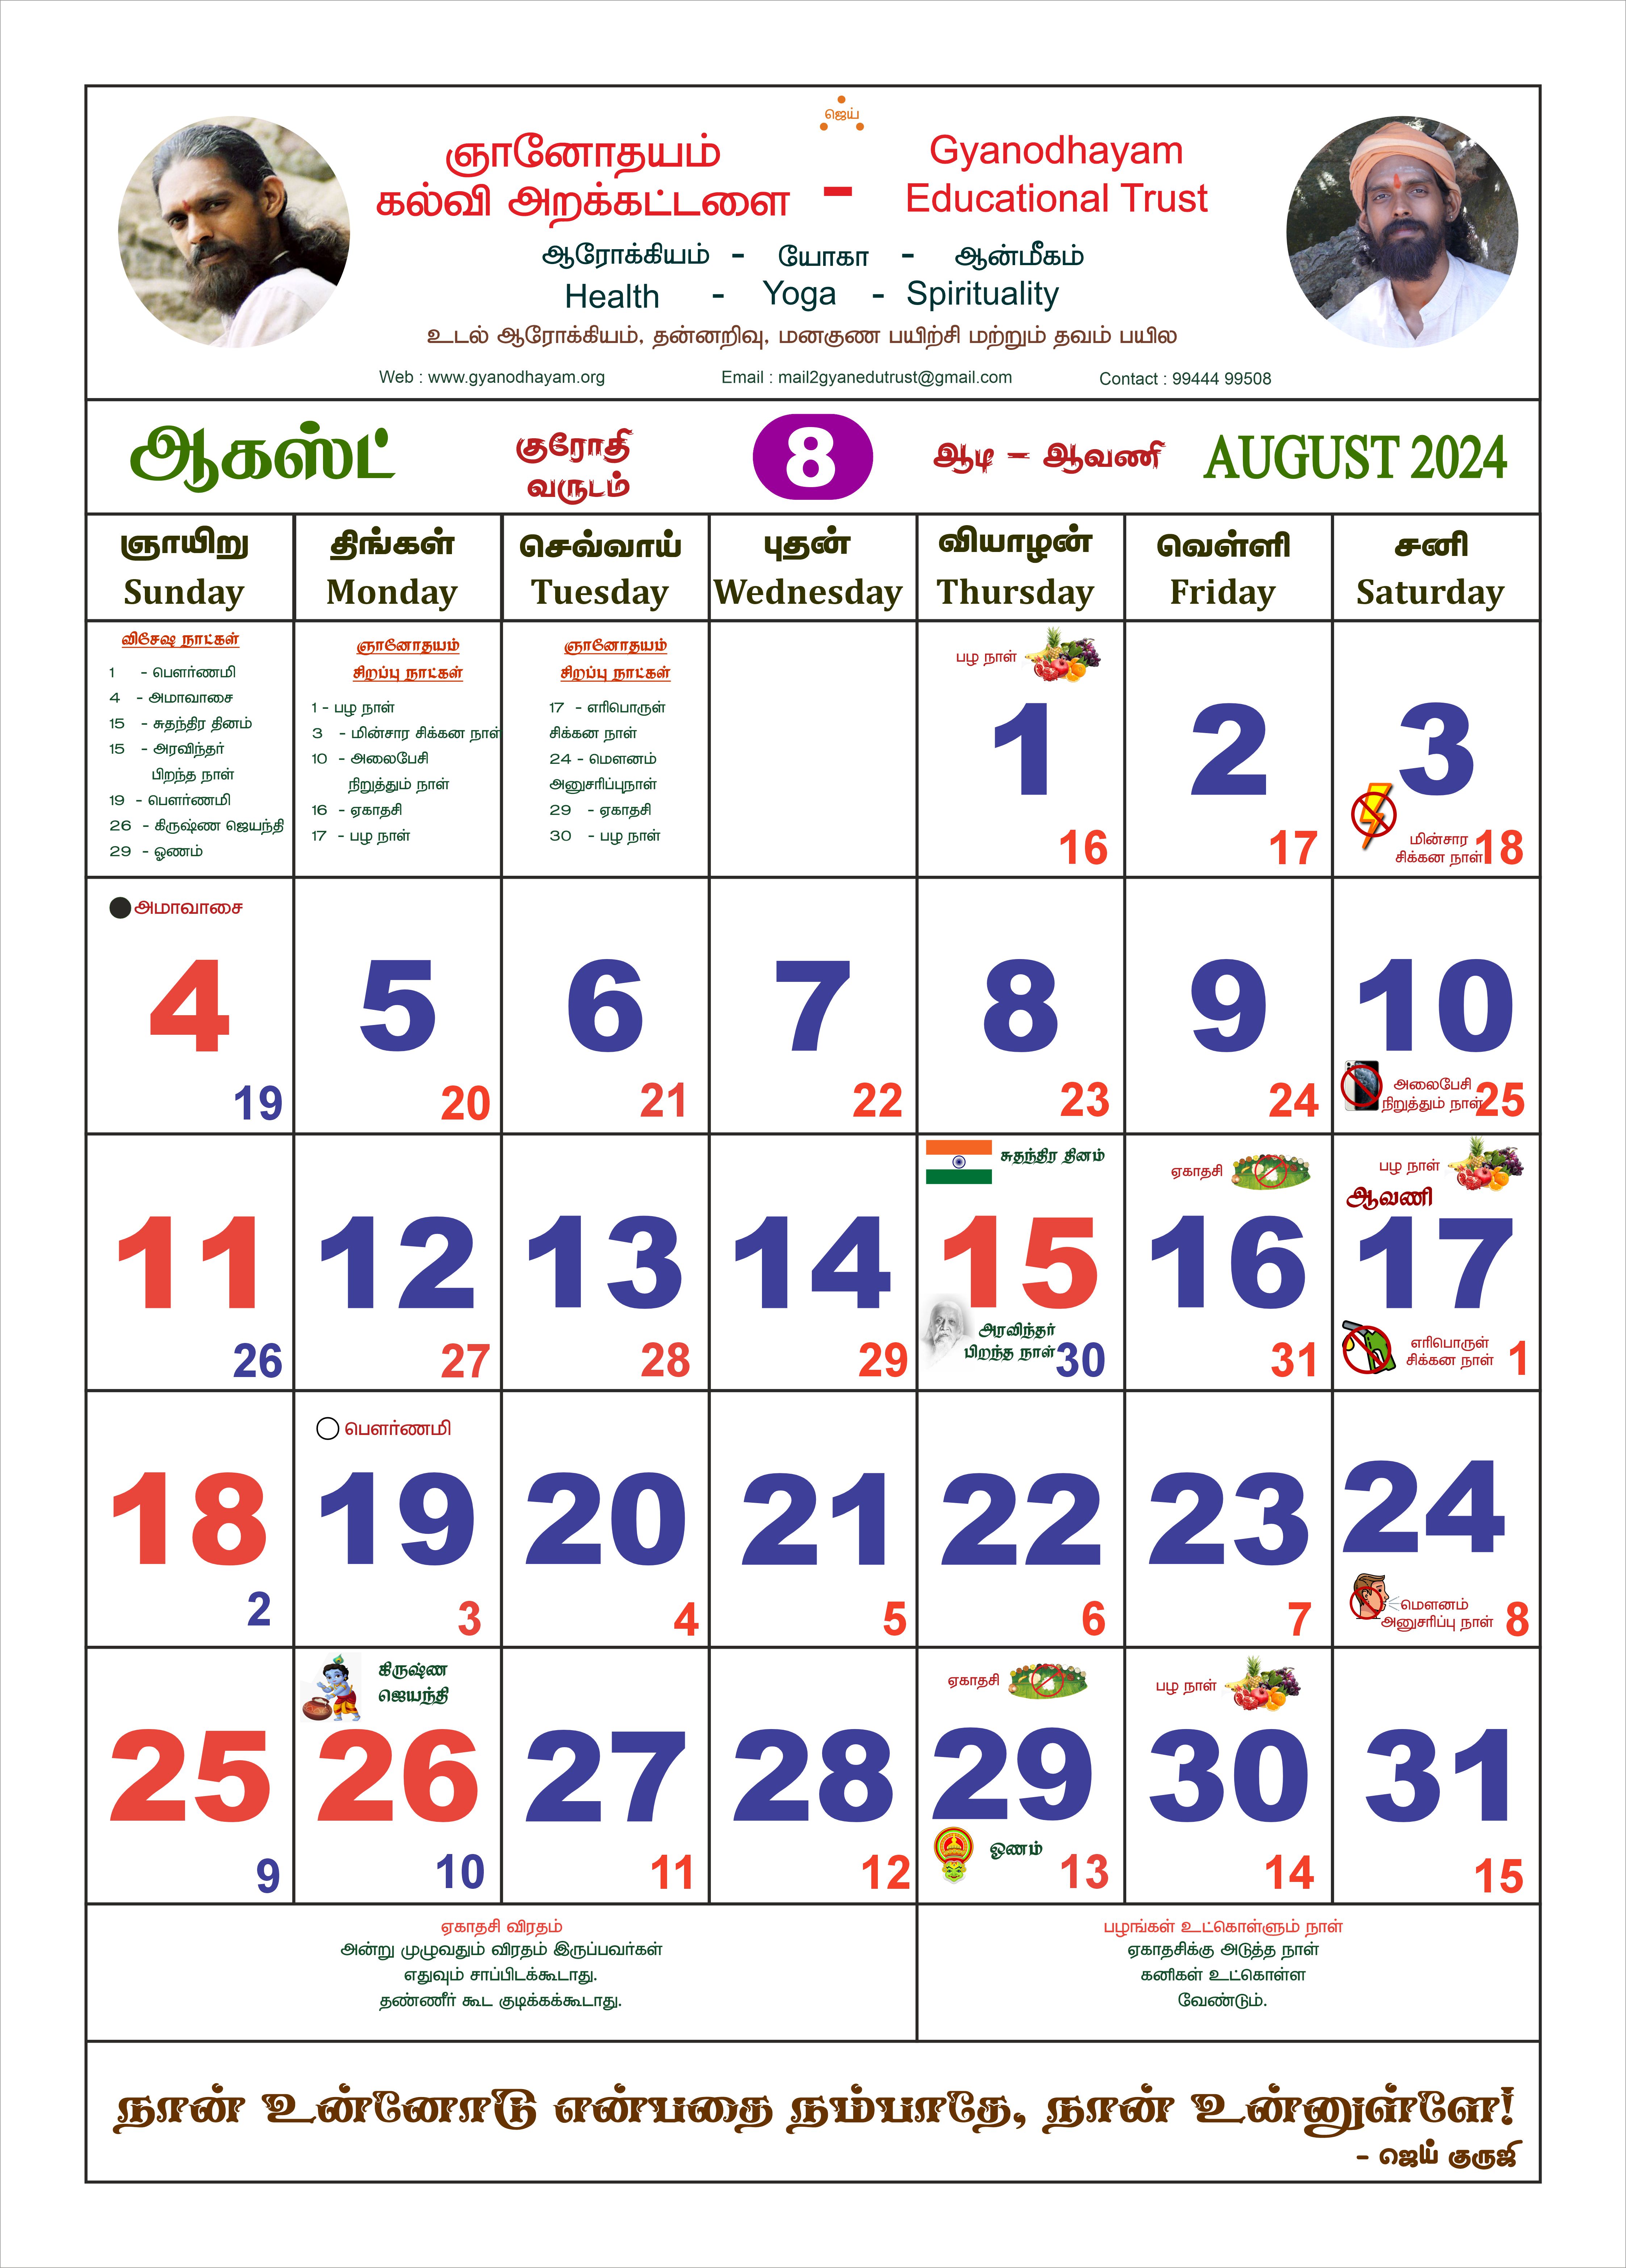 ஜெய்
ஞானோதயம்
கல்வி அறக்கட்டளை
-
Gyanodhayam
Educational Trust
ஆரோக்கியம் - யோகா - ஆன்மீகம்
Health - Yoga - Spirituality
உடல் ஆரோக்கியம், தன்னறிவு, மனகுண பயிற்சி மற்றும் தவம் பயில
Web : www.gyanodhayam.org Email : mail2gyanedutrust@gmail.com Contact : 99444 99508
ஆகஸ்ட்
குரோதி
வருடம்
8
ஆடி – ஆவணி
AUGUST 2024
ஞாயிறு திங்கள் செவ்வாய் புதன் வியாழன் வெள்ளி சனி
Sunday Monday Tuesday Wednesday Thursday Friday Saturday
விசேஷ நாட்கள்
1 - பௌர்ணமி
4 - அமாவாசை
15 - சுதந்திர தினம்
15 - அரவிந்தர்
பிறந்த நாள்
19 - பௌர்ணமி
26 - கிருஷ்ண ஜெயந்தி
29 - ஓணம்
ஞானோதயம்
சிறப்பு நாட்கள்
1 - பழ நாள்
3 - மின்சார சிக்கன நாள்
10 - அலைபேசி
நிறுத்தும் நாள்
16 - ஏகாதசி
17 - பழ நாள்
ஞானோதயம்
சிறப்பு நாட்கள்
17 - எரிபொருள்
சிக்கன நாள்
24 - மௌனம்
அனுசரிப்புநாள்
29 - ஏகாதசி
30 - பழ நாள்
பழ நாள்
1
16
2
17
3
மின்சார
சிக்கன நாள்
18
அமாவாசை
4
19
5
20
6
21
7
22
8
23
9
24
10
அலைபேசி
நிறுத்தும் நாள்
25
11
26
12
27
13
28
14
29
சுதந்திர தினம்
15
அரவிந்தர்
பிறந்த நாள்
30
ஏகாதசி
16
31
பழ நாள்
ஆவணி
17
எரிபொருள்
சிக்கன நாள்
1
18
2
பௌர்ணமி
19
3
20
4
21
5
22
6
23
7
24
மௌனம்
அனுசரிப்பு நாள்
8
25
9
கிருஷ்ண
ஜெயந்தி
26
10
27
11
28
12
ஏகாதசி
29
ஓணம்
13
பழ நாள்
30
14
31
15
ஏகாதசி விரதம்
அன்று முழுவதும் விரதம் இருப்பவர்கள்
எதுவும் சாப்பிடக்கூடாது.
தண்ணீர் கூட குடிக்கக்கூடாது.
பழங்கள் உட்கொள்ளும் நாள்
ஏகாதசிக்கு அடுத்த நாள்
கனிகள் உட்கொள்ள
வேண்டும்.
நான் உன்னோடு என்பதை நம்பாதே, நான் உன்னுள்ளே!
- ஜெய் குருஜி